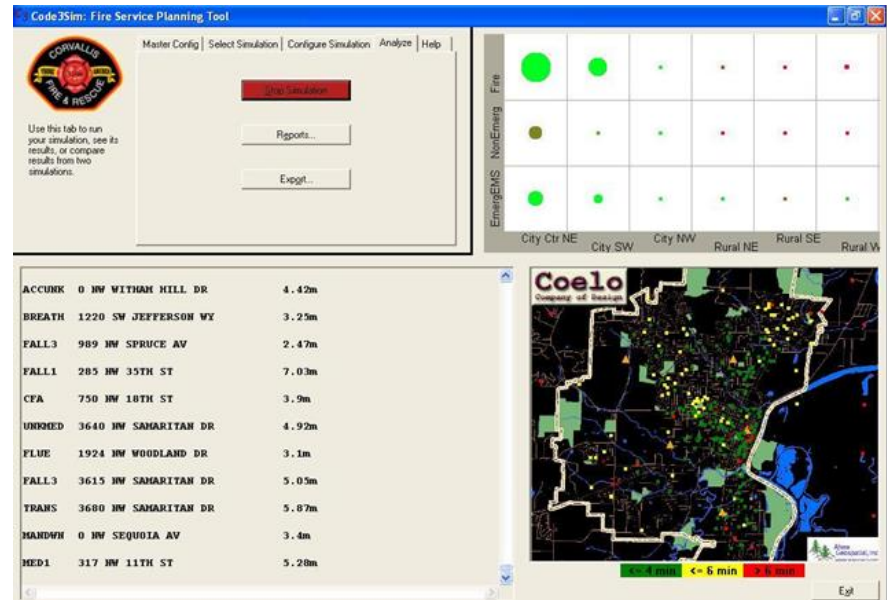 Code3Sim: Fire Service Planning Tool
CORVALLIS
FIRE & RESCUE
Use this tab to run
your simulation, see its
results, or compare
results from two
simulations.
Master Config Select Simulation Configure Simulation Analyze Help
Stop Simulation
Reports...
Export...
Fire
NonEmerg
EmergEMS
City Ctr NE City SW City NW Rural NE Rural SE Rural W
ACCUNK 0 NW WITHAM HILL DR 4.42m
BREATH 1220 SW JEFFERSON WY 3.25m
FALL3 989 NW SPRUCE AV 2.47m
FALL1 285 NW 35TH ST 7.03m
CFA 750 NW 18TH ST 3.9m
UNKMED 3640 NW SAMARITAN DR 4.92m
FLUE 1924 NW WOODLAND DR 3.1m
FALL3 3615 NW SAMARITAN DR 5.05m
TRANS 3680 NW SAMARITAN DR 5.87m
MANDWN 0 NW SEQUOIA AV 3.4m
MED1 317 NW 11TH ST 5.28m
Coelo
Company of Design
Geospatial, Inc
<= 4 min <= 6 min > 6 min
Exit